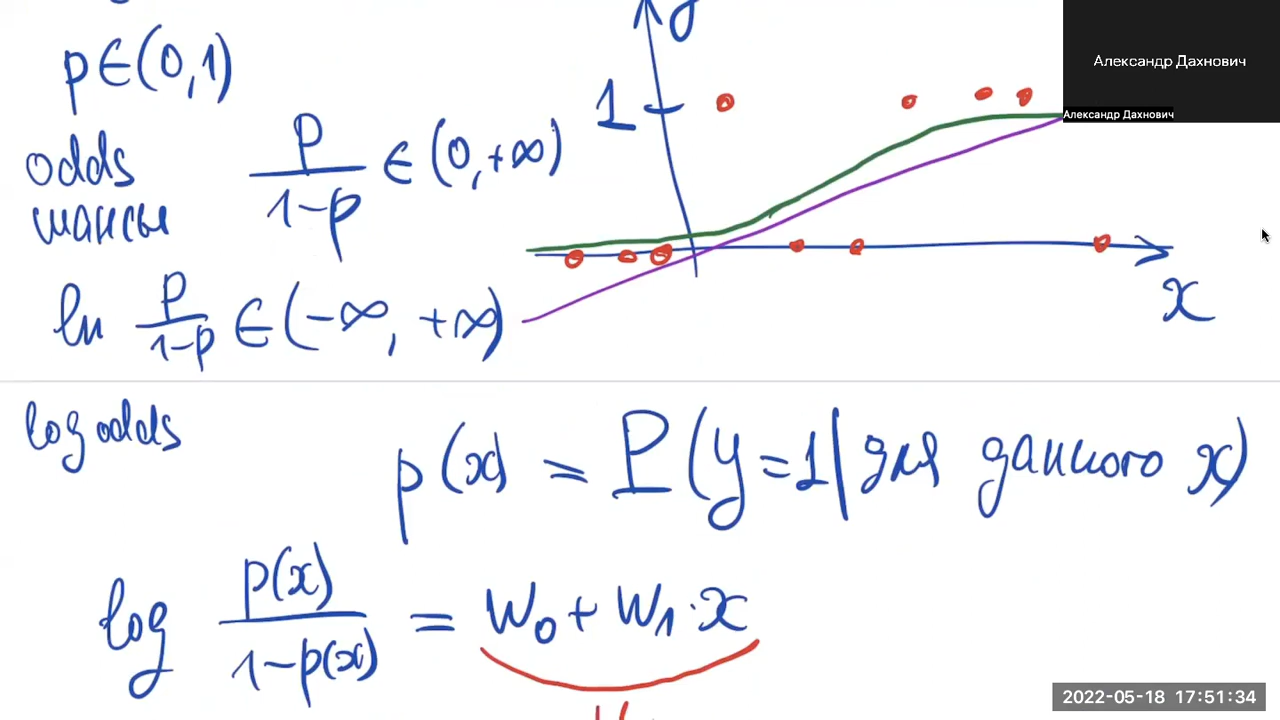 p∈(0,1)
y
1
x
odds
шансы
p/(1-p) ∈ (0,+∞)
ln p/(1-p) ∈ (-∞, +∞)
Александр Дахнович
Александр Дахнович
log odds
p(x) = P(y=1| для данного x)
log p(x)/(1-p(x)) = w₀ + w₁·x
2022-05-18 17:51:34